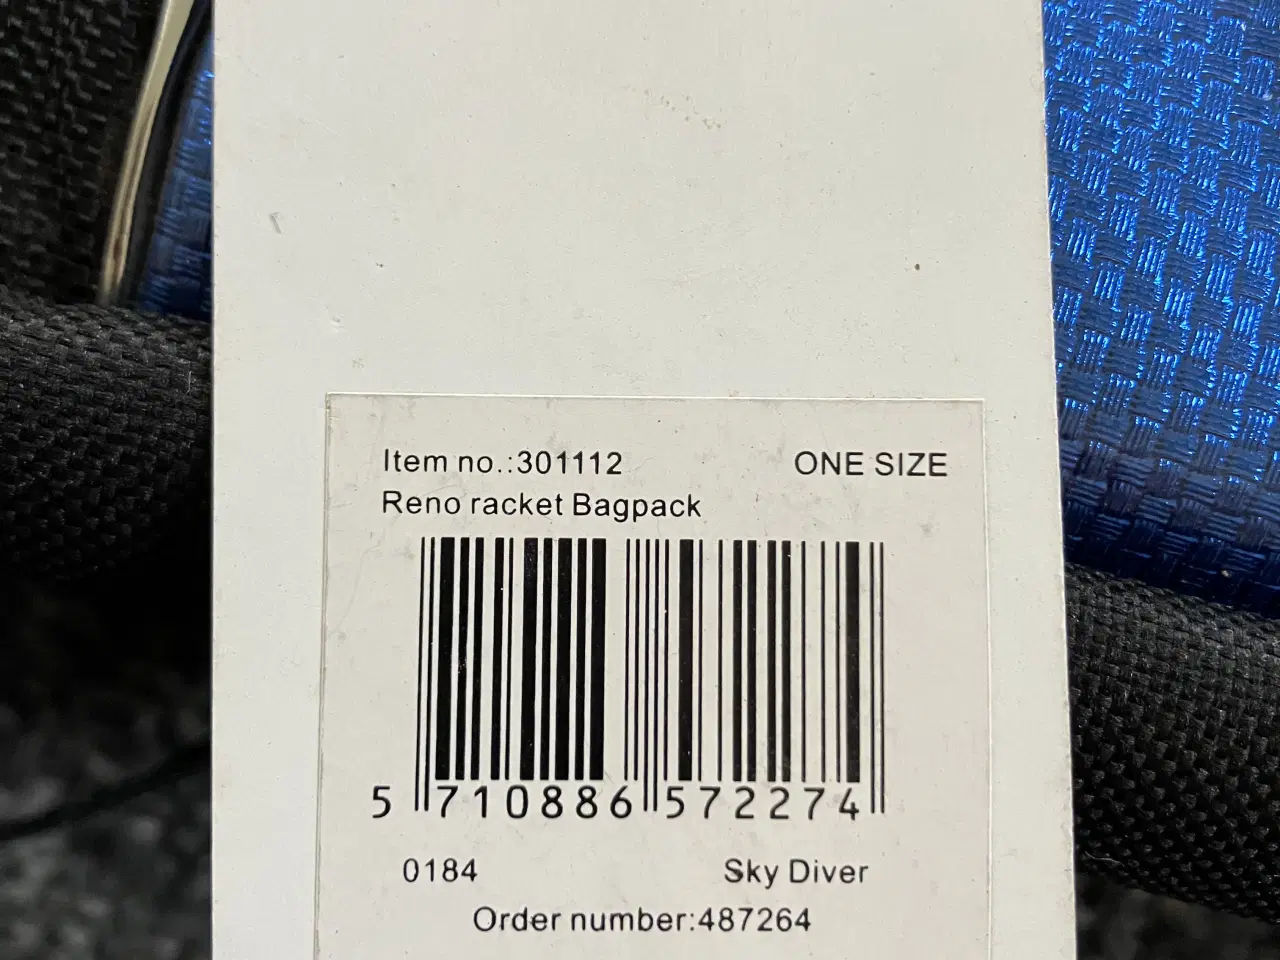 Item no.:301112 ONE SIZE
Reno racket Bagpack
5 710886 572274
0184 Sky Diver
Order number:487264